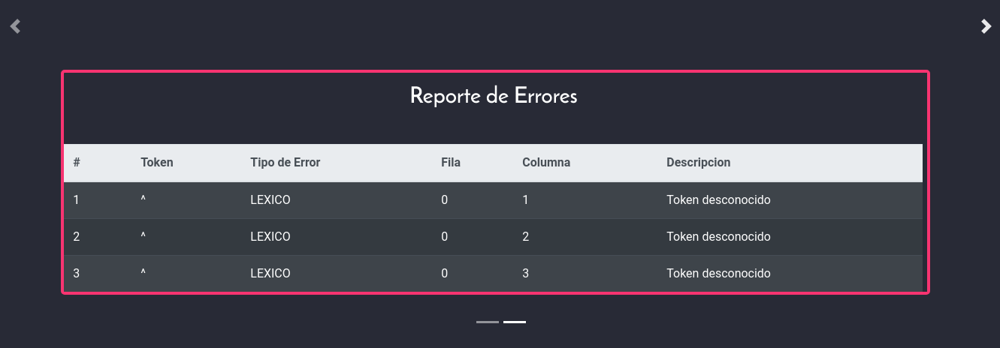 Reporte de Errores
# Token Tipo de Error Fila Columna Descripcion
1 ^ LEXICO 0 1 Token desconocido
2 ^ LEXICO 0 2 Token desconocido
3 ^ LEXICO 0 3 Token desconocido